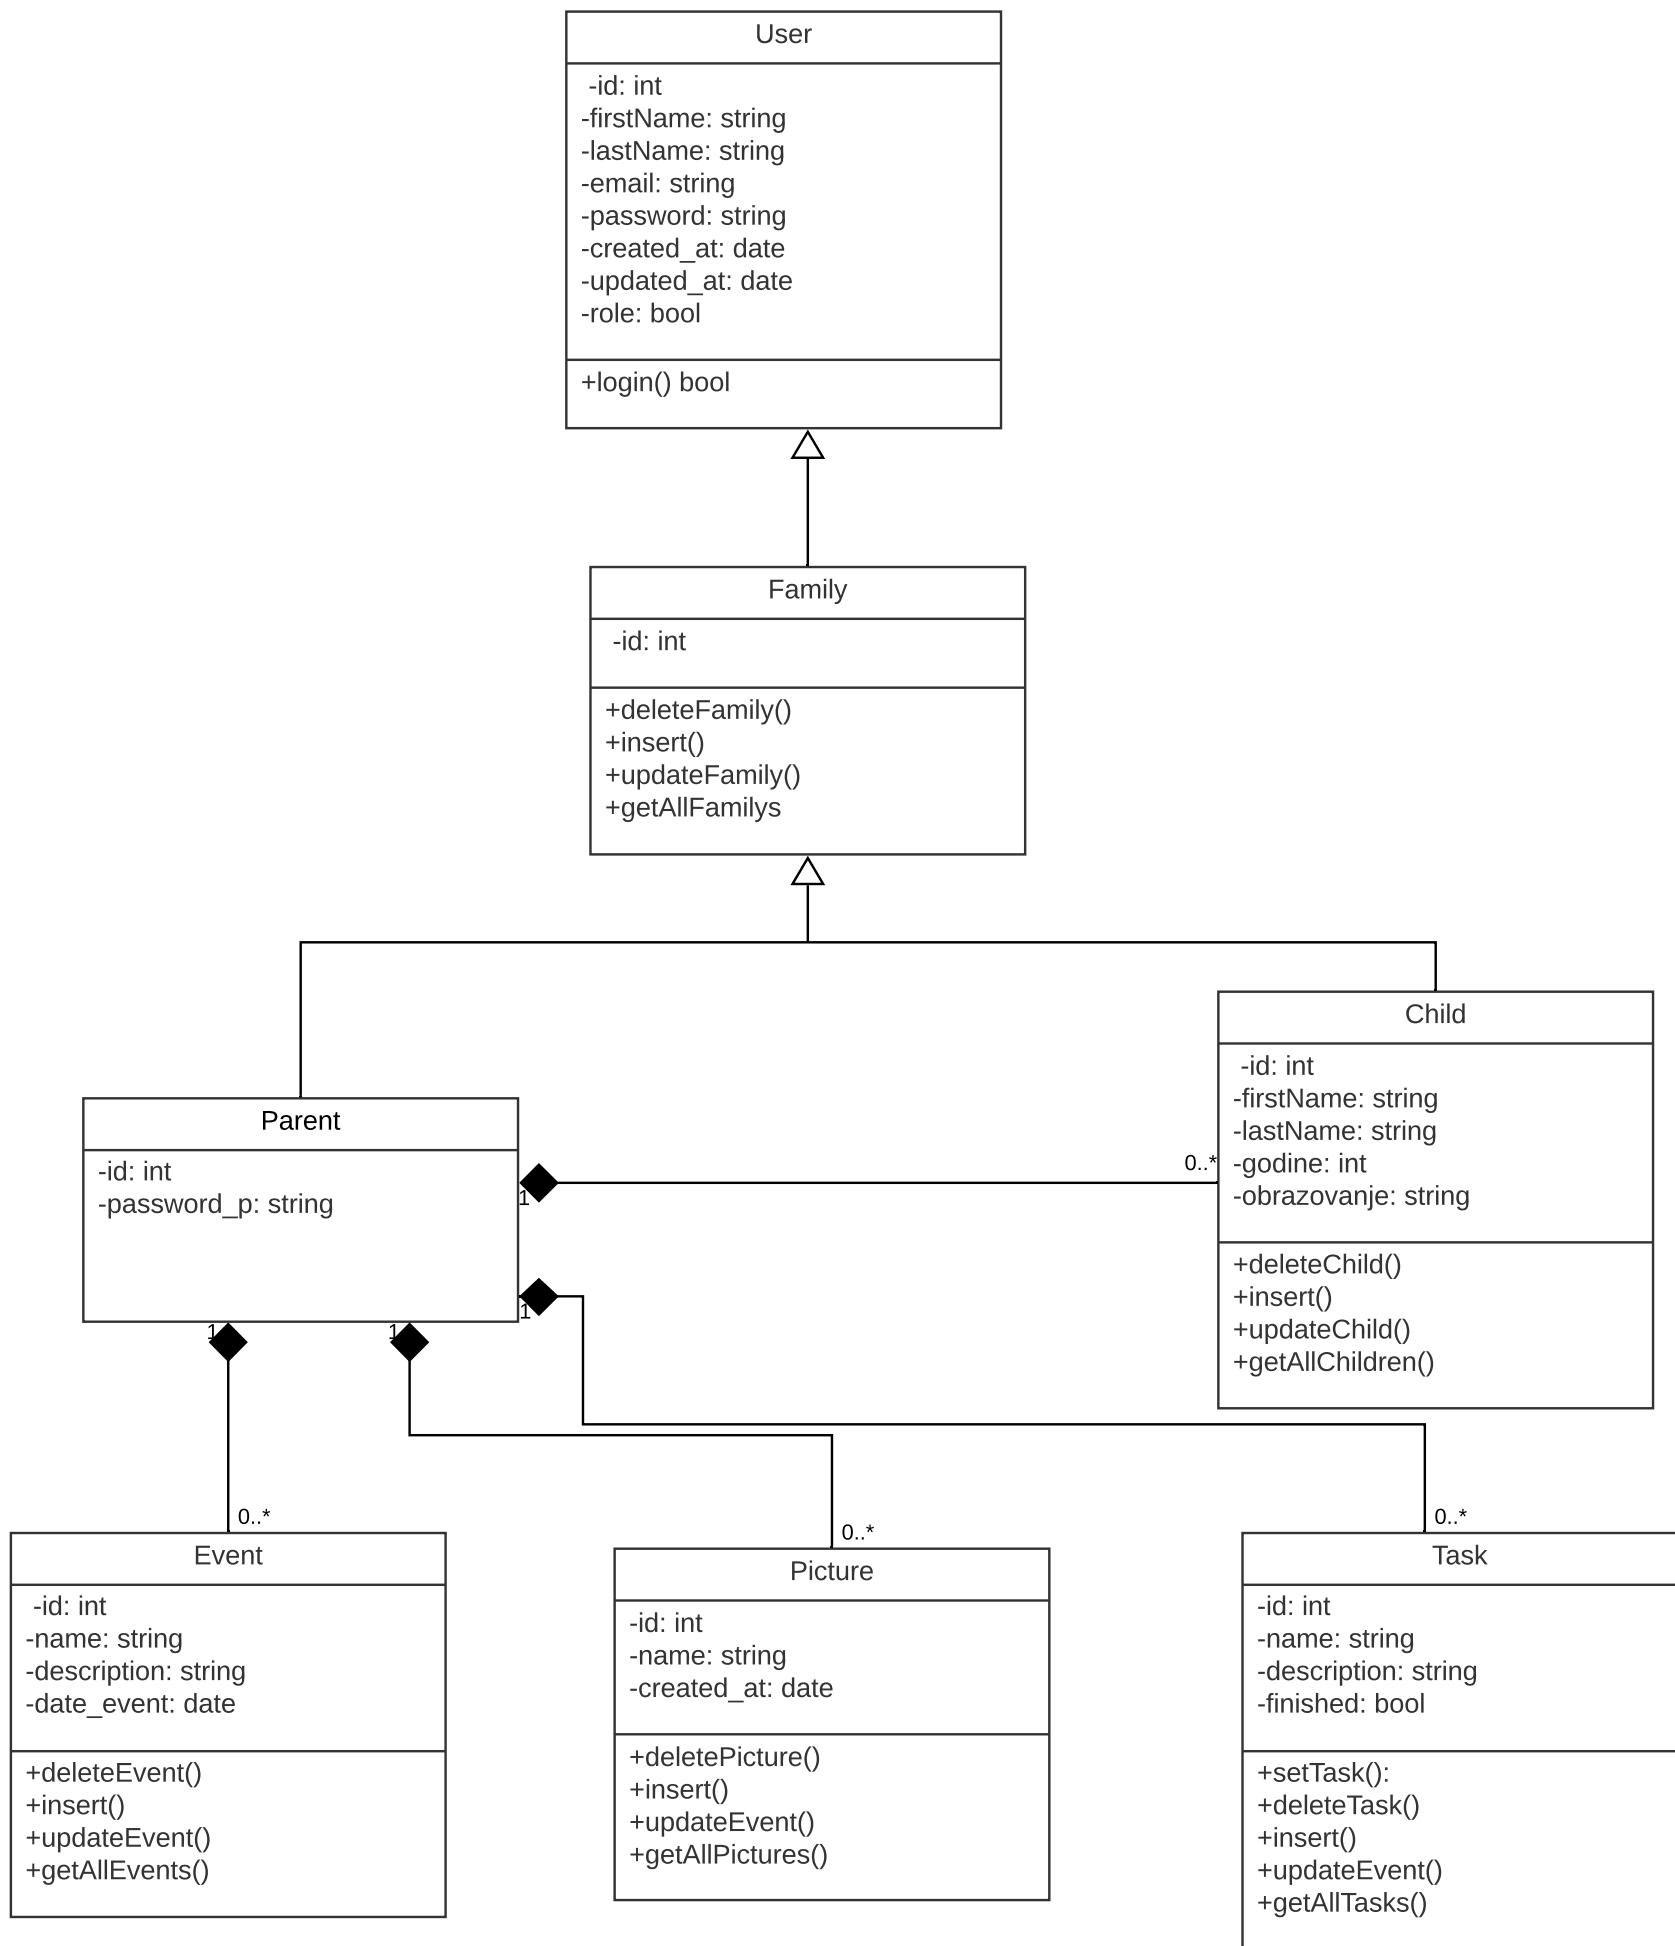 User
-id: int
-firstName: string
-lastName: string
-email: string
-password: string
-created_at: date
-updated_at: date
-role: bool
+login() bool
Family
-id: int
+deleteFamily()
+insert()
+updateFamily()
+getAllFamilys
Parent
-id: int
-password_p: string
1
0..*
1
1
1
Child
-id: int
-firstName: string
-lastName: string
-godine: int
-obrazovanje: string
+deleteChild()
+insert()
+updateChild()
+getAllChildren()
0..*
Event
-id: int
-name: string
-description: string
-date_event: date
+deleteEvent()
+insert()
+updateEvent()
+getAllEvents()
0..*
Picture
-id: int
-name: string
-created_at: date
+deletePicture()
+insert()
+updateEvent()
+getAllPictures()
0..*
Task
-id: int
-name: string
-description: string
-finished: bool
+setTask():
+deleteTask()
+insert()
+updateEvent()
+getAllTasks()